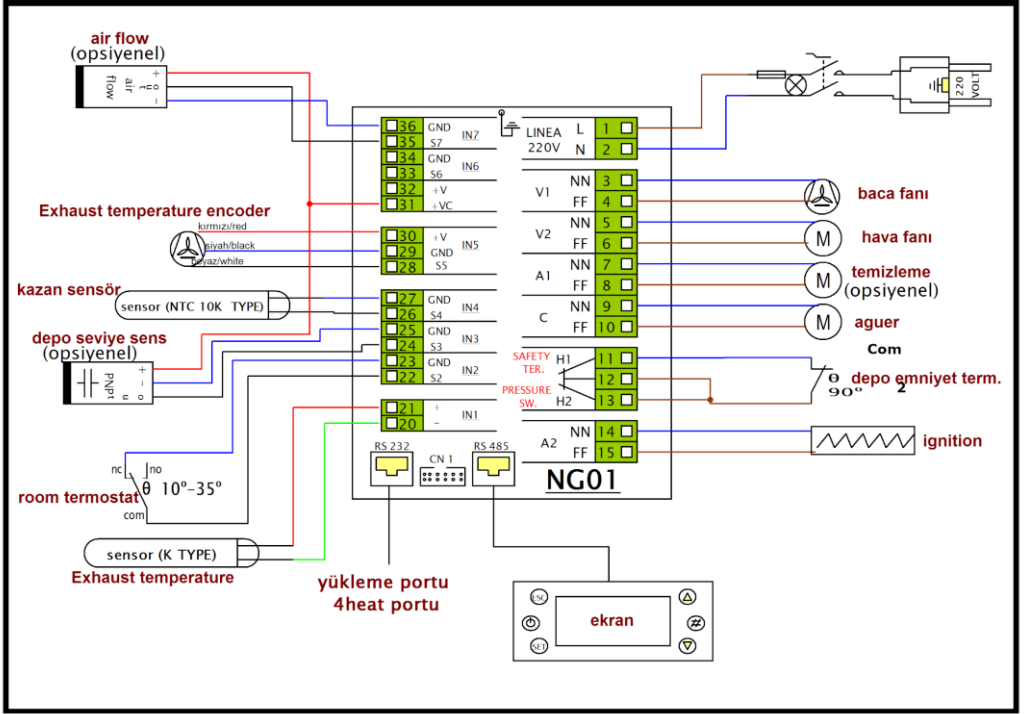 air flow
(opsiyenel)
+
out
-
air
flow
36 GND
35 S7
IN7
34 GND
33 S6
IN6
32 +V
31 +VC
LINEA
220V
L 1
N 2
220
VOLT
V1
NN 3
FF 4
baca fanı
V2
NN 5
FF 6
M
hava fanı
A1
NN 7
FF 8
M
temizleme
(opsiyenel)
C
NN 9
FF 10
M
aguer
Exhaust temperature encoder
kırmızı/red
siyah/black
beyaz/white
30 +V
29 GND
28 S5
IN5
kazan sensör
sensor (NTC 10K TYPE)
27 GND
26 S4
IN4
25 GND
24 S3
IN3
23 GND
22 S2
IN2
depo seviye sens
(opsiyenel)
PNPt
+
-
o
u
SAFETY
TER.
PRESSURE
SW.
H1
H2
11
12
13
Com
θ
90°
2
depo emniyet term.
21 +
20 -
IN1
A2
NN 14
FF 15
ignition
RS 232
CN 1
RS 485
NG01
nc
no
θ 10°-35°
room termostat
com
sensor (K TYPE)
Exhaust temperature
yükleme portu
4heat portu
ESC
SET
ekran